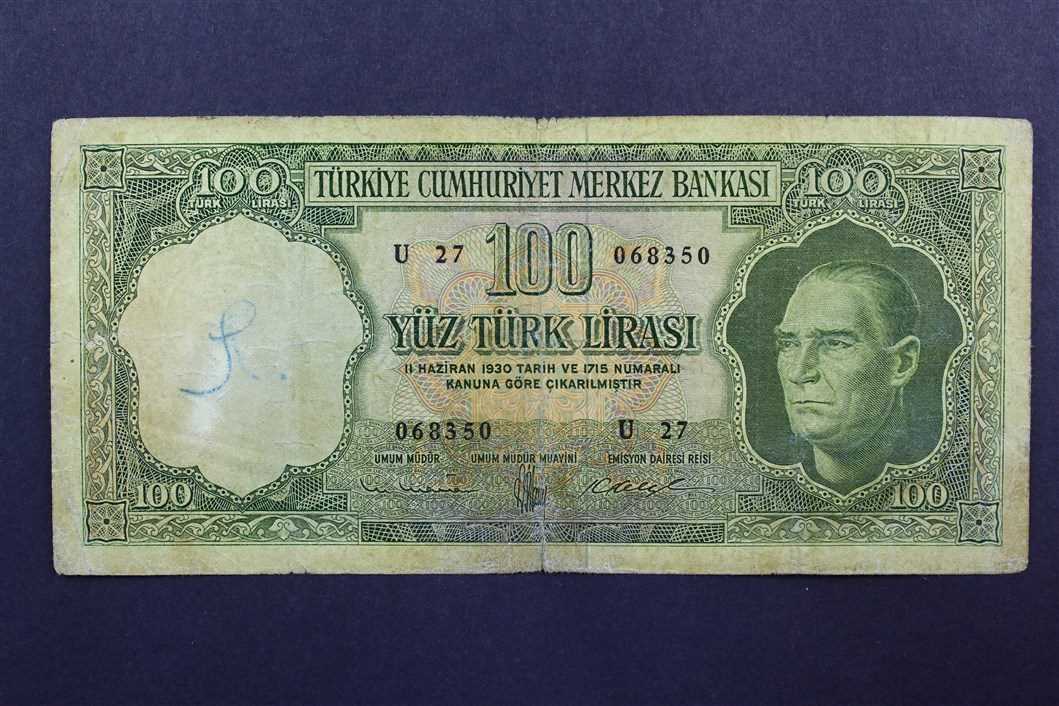 100 TÜRKİYE CUMHURİYET MERKEZ BANKASI 100
TÜRK LİRASI TÜRK LİRASI
U 27 100 068350
YÜZ TÜRK LİRASI
11 HAZİRAN 1930 TARİH VE 1715 NUMARALI
KANUNA GÖRE ÇIKARILMIŞTIR
068350 U 27
UMUM MÜDÜR UMUM MÜDÜR MUAVİNİ EMİSYON DAİRESİ REİSİ
100 100